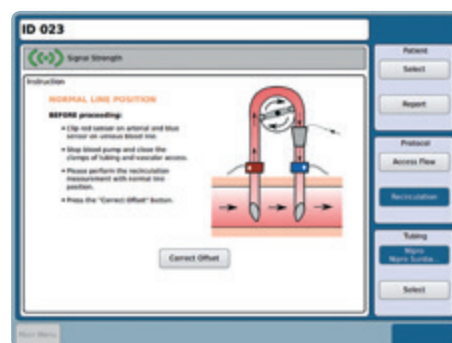 ID 023
Signal Strength
Instruction
NORMAL LINE POSITION
BEFORE proceeding:
• Clip red sensor on arterial and blue
sensor on venous blood line.
• Stop blood pump and close the
clamps of tubing and vascular access.
• Please perform the recirculation
measurement with normal line
position.
• Press the "Correct Offset" button.
Correct Offset
Patient
Select
Report
Protocol
Access Flow
Recirculation
Tubing
Nipro
Nipro Sunba...
Select
Main Menu